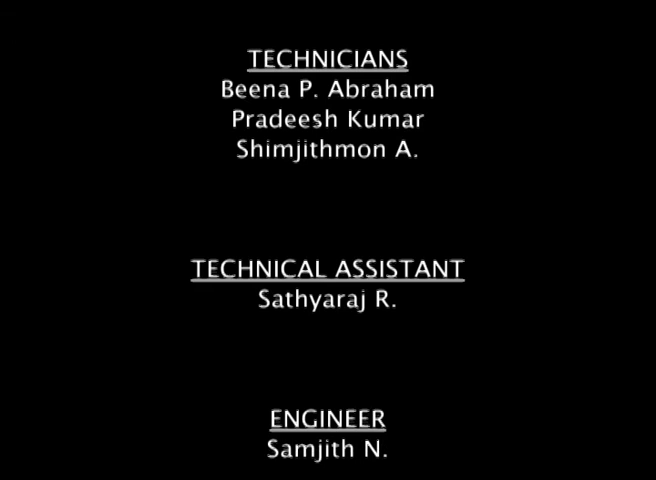 TECHNICIANS
Beena P. Abraham
Pradeesh Kumar
Shimjithmon A.
TECHNICAL ASSISTANT
Sathyaraj R.
ENGINEER
Samjith N.